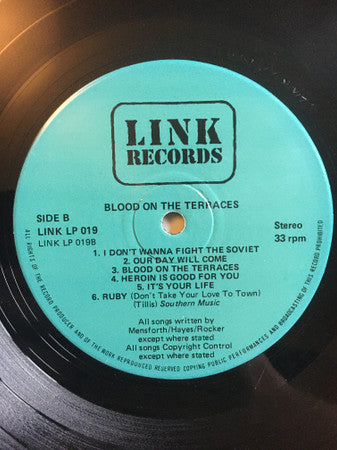 LINK
RECORDS
BLOOD ON THE TERRACES
SIDE B
LINK LP 019
LINK LP 019B
Stereo
33 rpm
1. I DON'T WANNA FIGHT THE SOVIET
2. OUR DAY WILL COME
3. BLOOD ON THE TERRACES
4. HEROIN IS GOOD FOR YOU
5. IT'S YOUR LIFE
6. RUBY (Don't Take Your Love To Town)
(Tillis) Southern Music
All songs written by
Mensforth/Hayes/Rocker
except where stated
All songs Copyright Control
except where stated
ALL RIGHTS OF THE RECORD PRODUCER AND OF THE WORK REPRODUCED RESERVED COPYING PUBLIC PERFORMANCES AND BROADCASTING OF THIS RECORD PROHIBITED